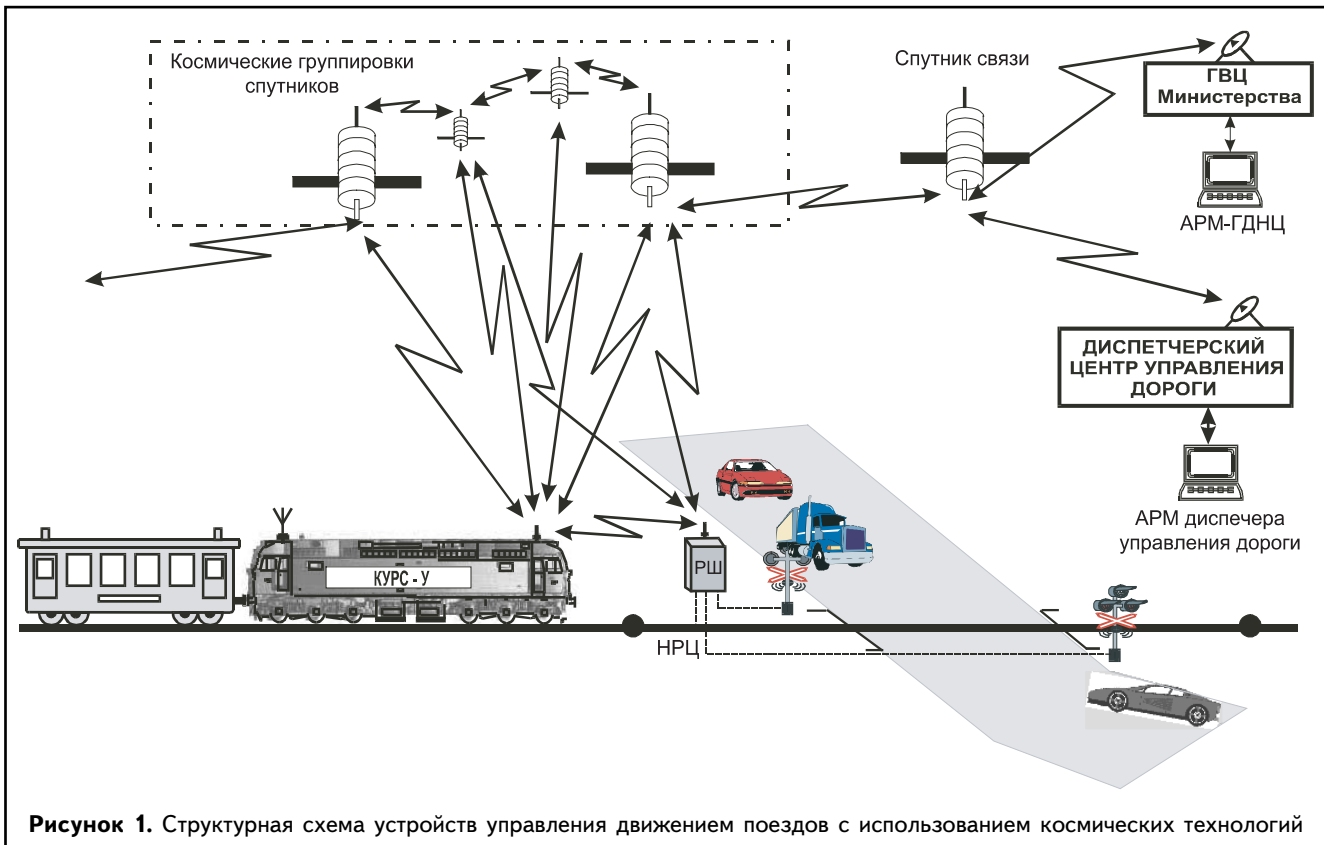 Космические группировки
спутников
Спутник связи
ГВЦ
Министерства
АРМ-ГДНЦ
ДИСПЕТЧЕРСКИЙ
ЦЕНТР УПРАВЛЕНИЯ
ДОРОГИ
АРМ диспечера
управления дороги
КУРС - У
РШ
НРЦ
Рисунок 1. Структурная схема устройств управления движением поездов с использованием космических технологий